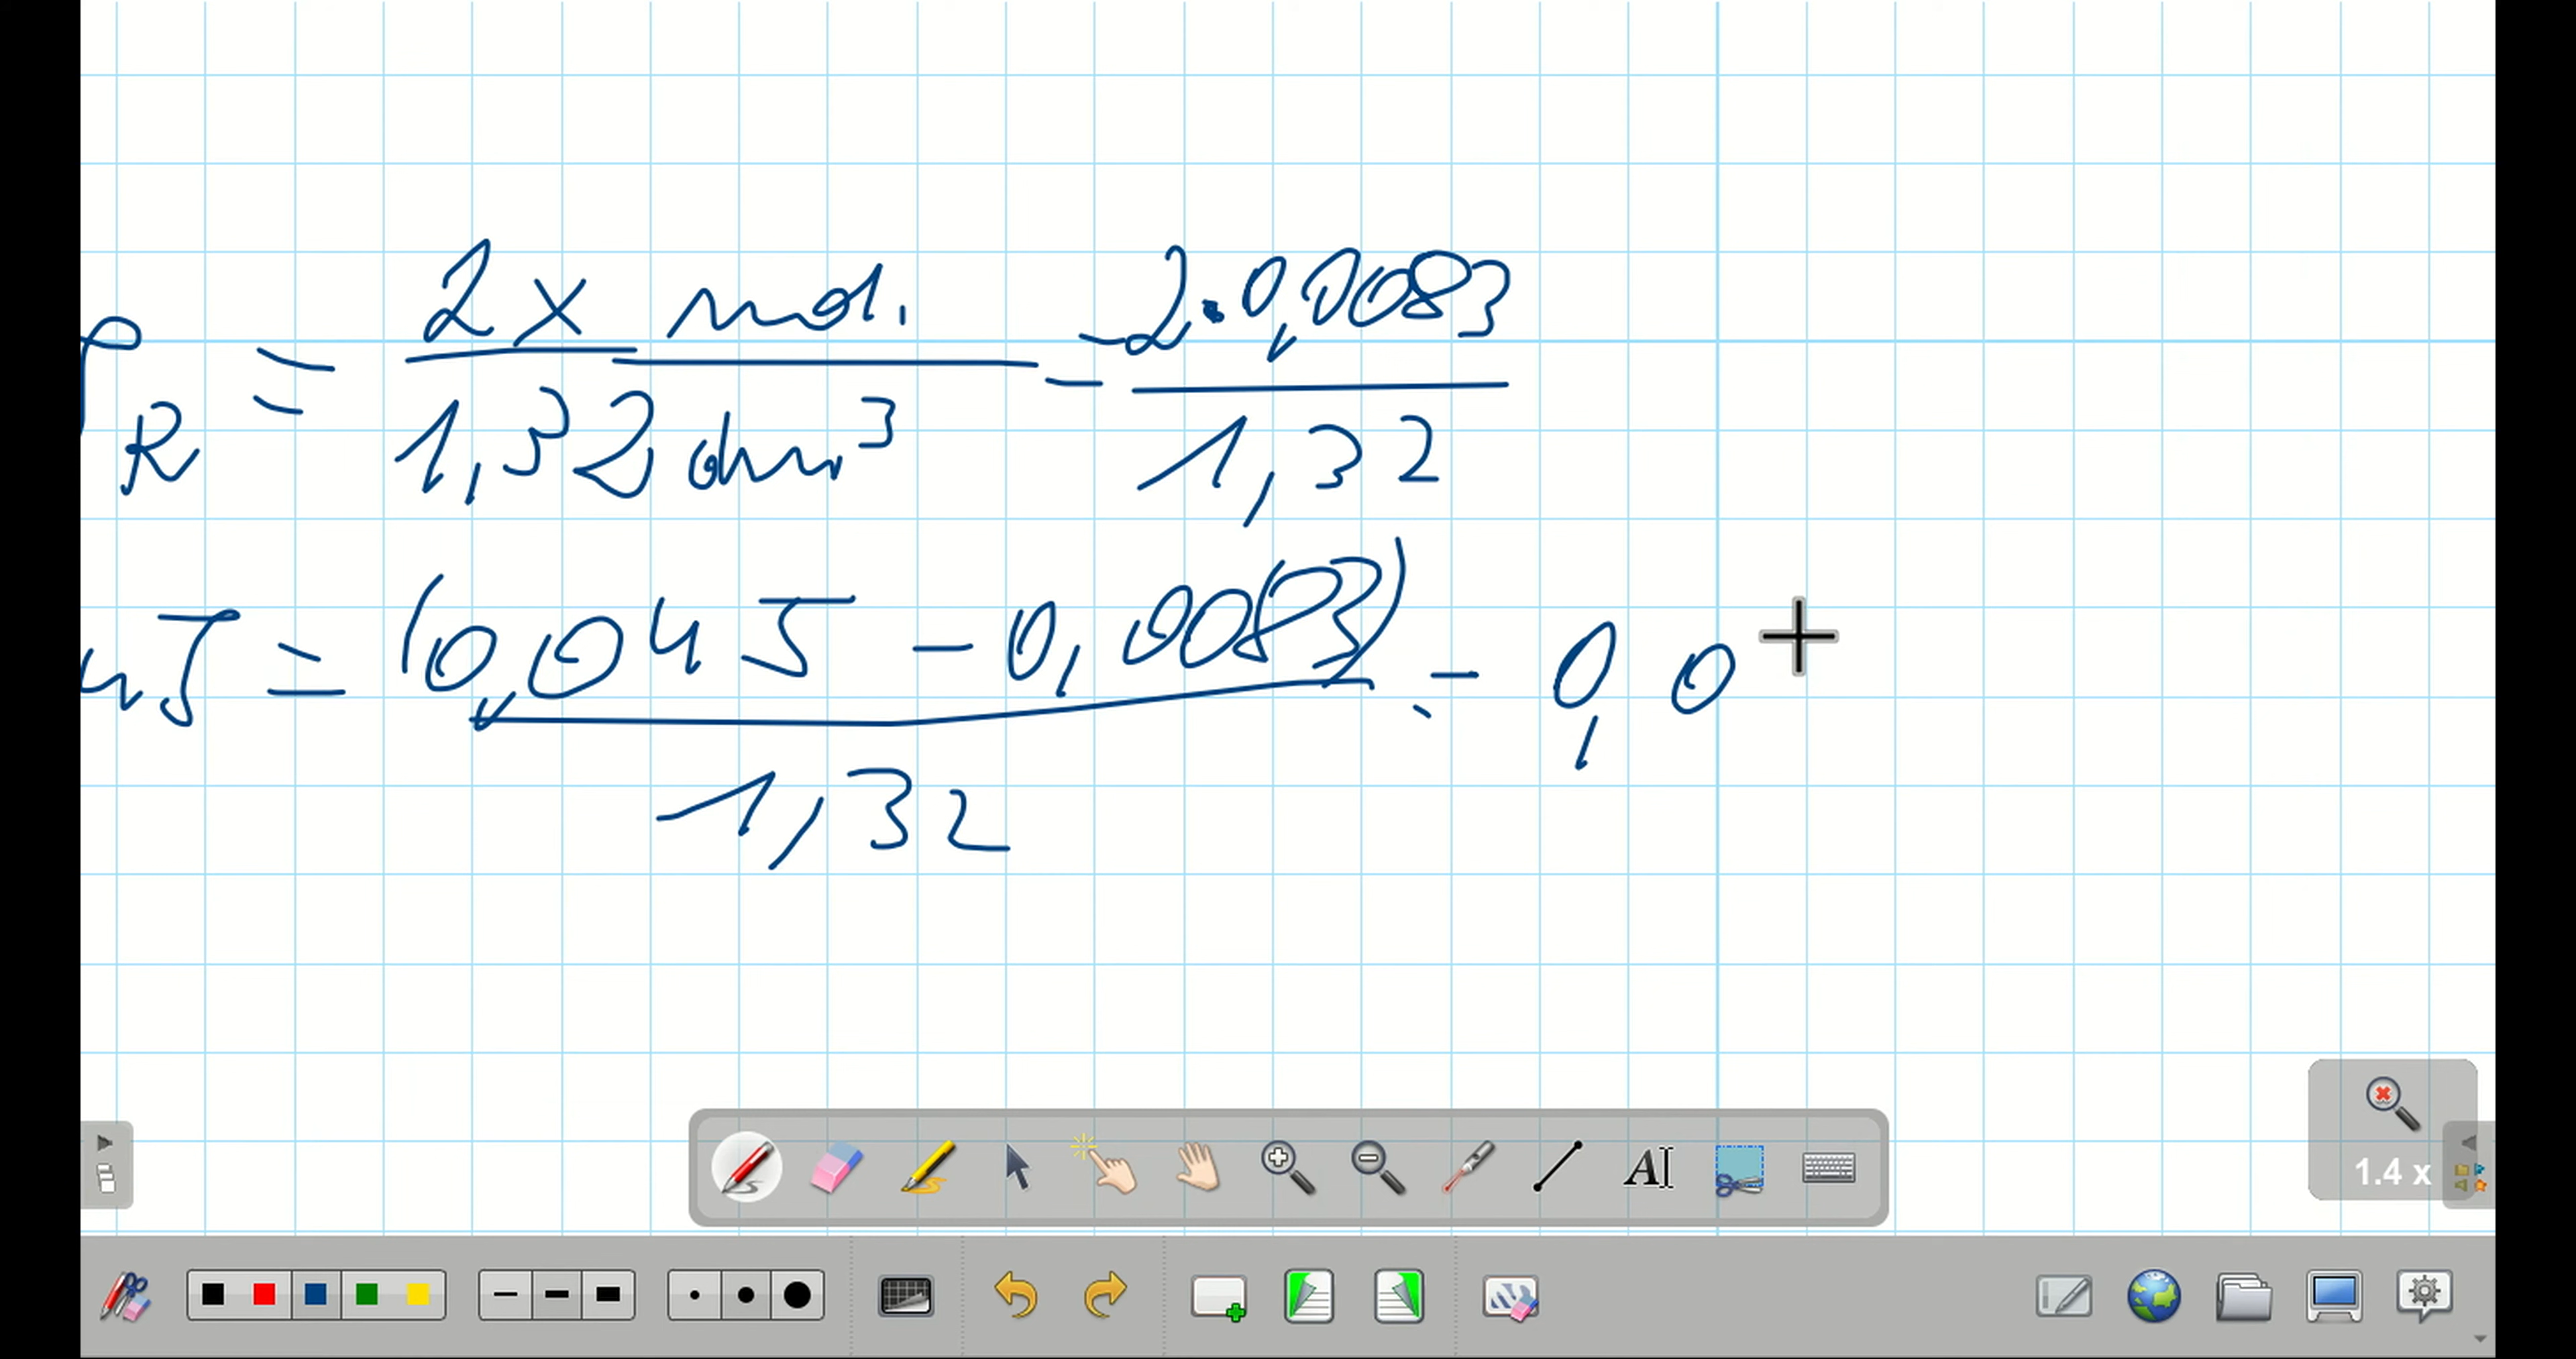 R = 2x mol / 1,32 dm³ = 2·0,0083 / 1,32
J = (0,045 - 0,0083) / 1,32 = 0,0
1.4 x